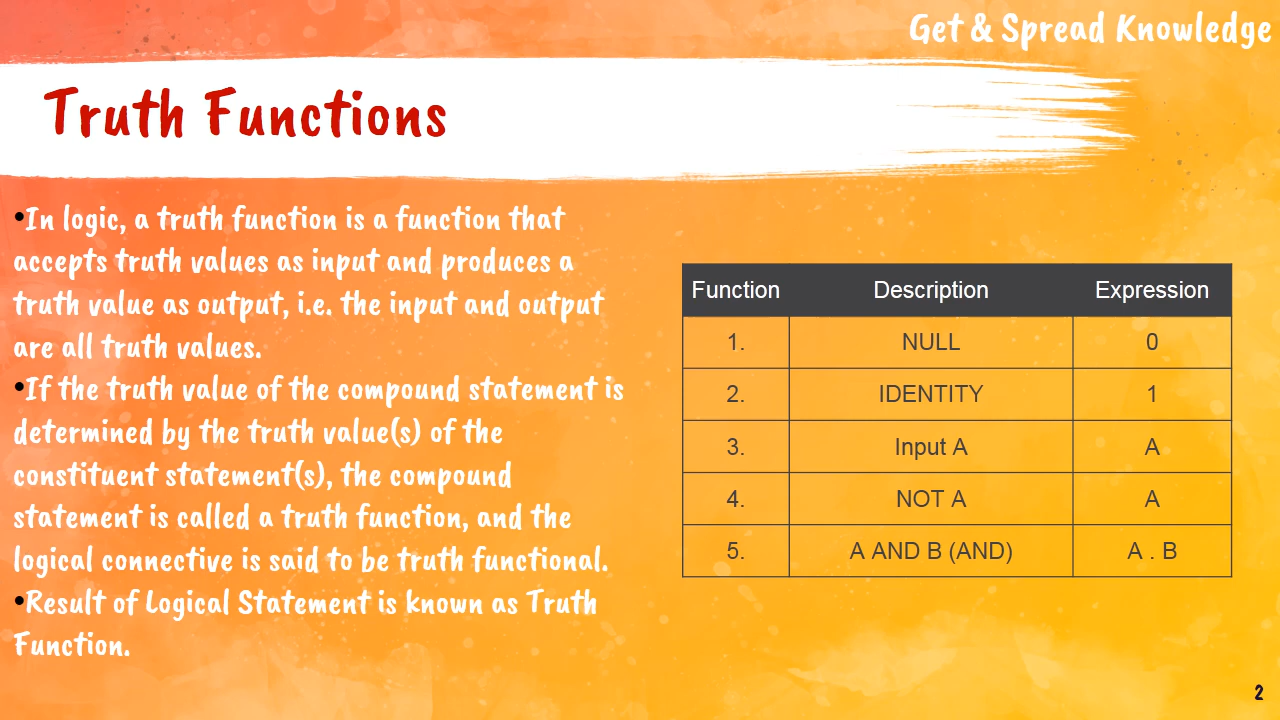 Get & Spread Knowledge
Truth Functions
•In logic, a truth function is a function that
accepts truth values as input and produces a
truth value as output, i.e. the input and output
are all truth values.
•If the truth value of the compound statement is
determined by the truth value(s) of the
constituent statement(s), the compound
statement is called a truth function, and the
logical connective is said to be truth functional.
•Result of Logical Statement is known as Truth
Function.
Function Description Expression
1. NULL 0
2. IDENTITY 1
3. Input A A
4. NOT A A
5. A AND B (AND) A . B
2